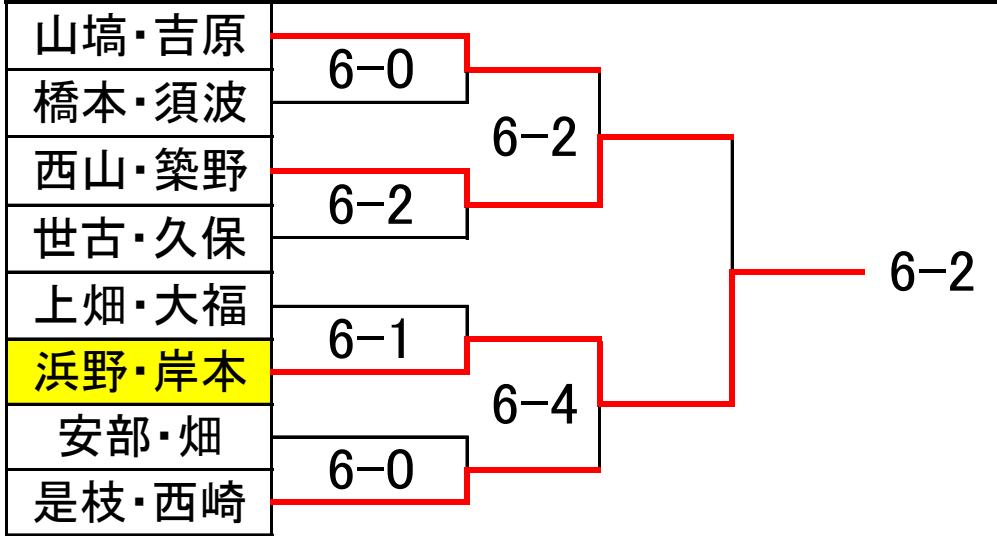 山塙・吉原
6-0
橋本・須波
6-2
西山・築野
6-2
世古・久保
6-2
上畑・大福
6-1
浜野・岸本
6-4
安部・畑
6-0
是枝・西崎